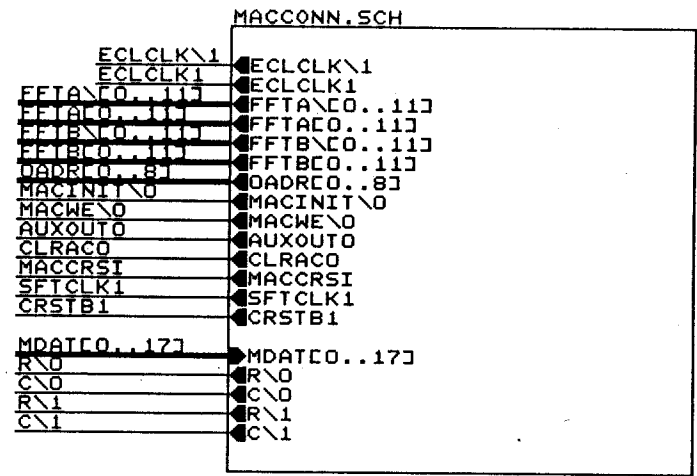 MACCONN.SCH
ECLCLK\1 ECLCLK\1
ECLCLK1 ECLCLK1
FFTA\[0..11] FFTA\[0..11]
FFTA[0..11] FFTA[0..11]
FFTB\[0..11] FFTB\[0..11]
FFTB[0..11] FFTB[0..11]
OADR[0..8] OADR[0..8]
MACINIT\0 MACINIT\0
MACWE\0 MACWE\0
AUXOUT0 AUXOUT0
CLRAC0 CLRAC0
MACCRSI MACCRSI
SFTCLK1 SFTCLK1
CRSTB1 CRSTB1
MDAT[0..17] MDAT[0..17]
R\0 R\0
C\0 C\0
R\1 R\1
C\1 C\1